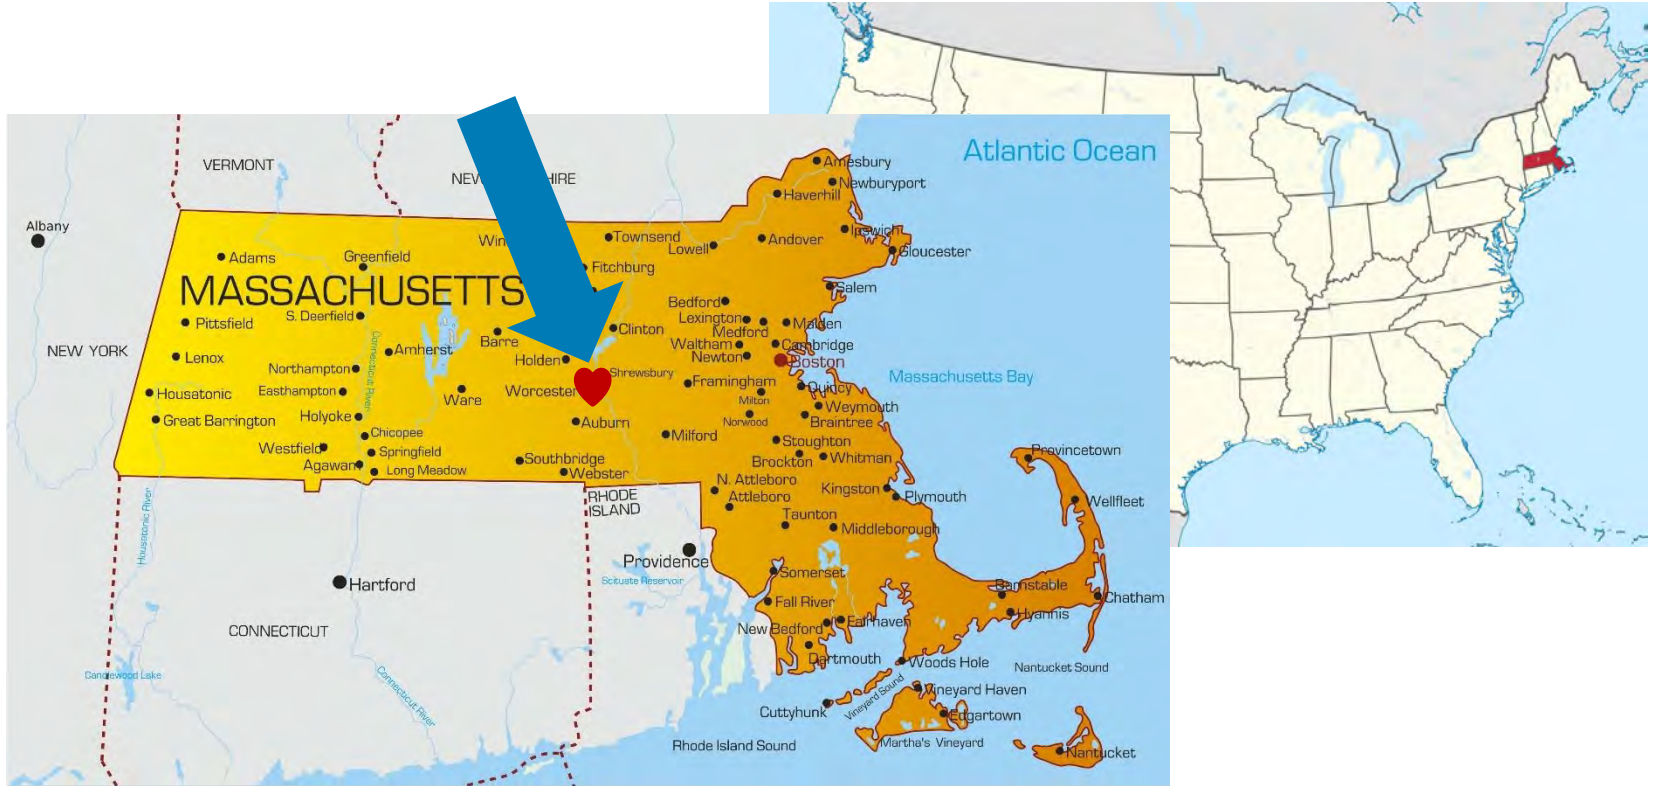 Atlantic Ocean
VERMONT
Amesbury
NEW HIRE
Newburyport
Haverhill
Albany
Ipswich
Townsend
Andover
Win
Lowell
Gloucester
Adams
Greenfield
Fitchburg
MASSACHUSETTS
Salem
Bedford
S. Deerfield
Lexington
Pittsfield
Malden
Clinton
Medford
Barre
Waltham
Cambridge
NEW YORK
Amherst
Lenox
Holden
Newton
Boston
Northampton
Connecticut River
Shrewsbury
Massachusetts Bay
Framingham
Quincy
Housatonic
Easthampton
Ware
Worcester
Milton
Weymouth
Great Barrington
Holyoke
Auburn
Norwood
Braintree
Chicopee
Milford
Stoughton
Westfield
Springfield
Provincetown
Agawam
Long Meadow
Southbridge
Brockton
Whitman
Webster
N. Attleboro
Kingston
Plymouth
Attleboro
RHODE
ISLAND
Wellfleet
Taunton
Middleborough
Housatonic River
Providence
Somerset
Scituate Reservoir
Hartford
Barnstable
Chatham
Fall River
Hyannis
CONNECTICUT
New Bedford
Fairhaven
Dartmouth
Woods Hole
Nantucket Sound
Candlewood Lake
Connecticut River
Vineyard Sound
Vineyard Haven
Cuttyhunk
Edgartown
Rhode Island Sound
Martha's Vineyard
Nantucket